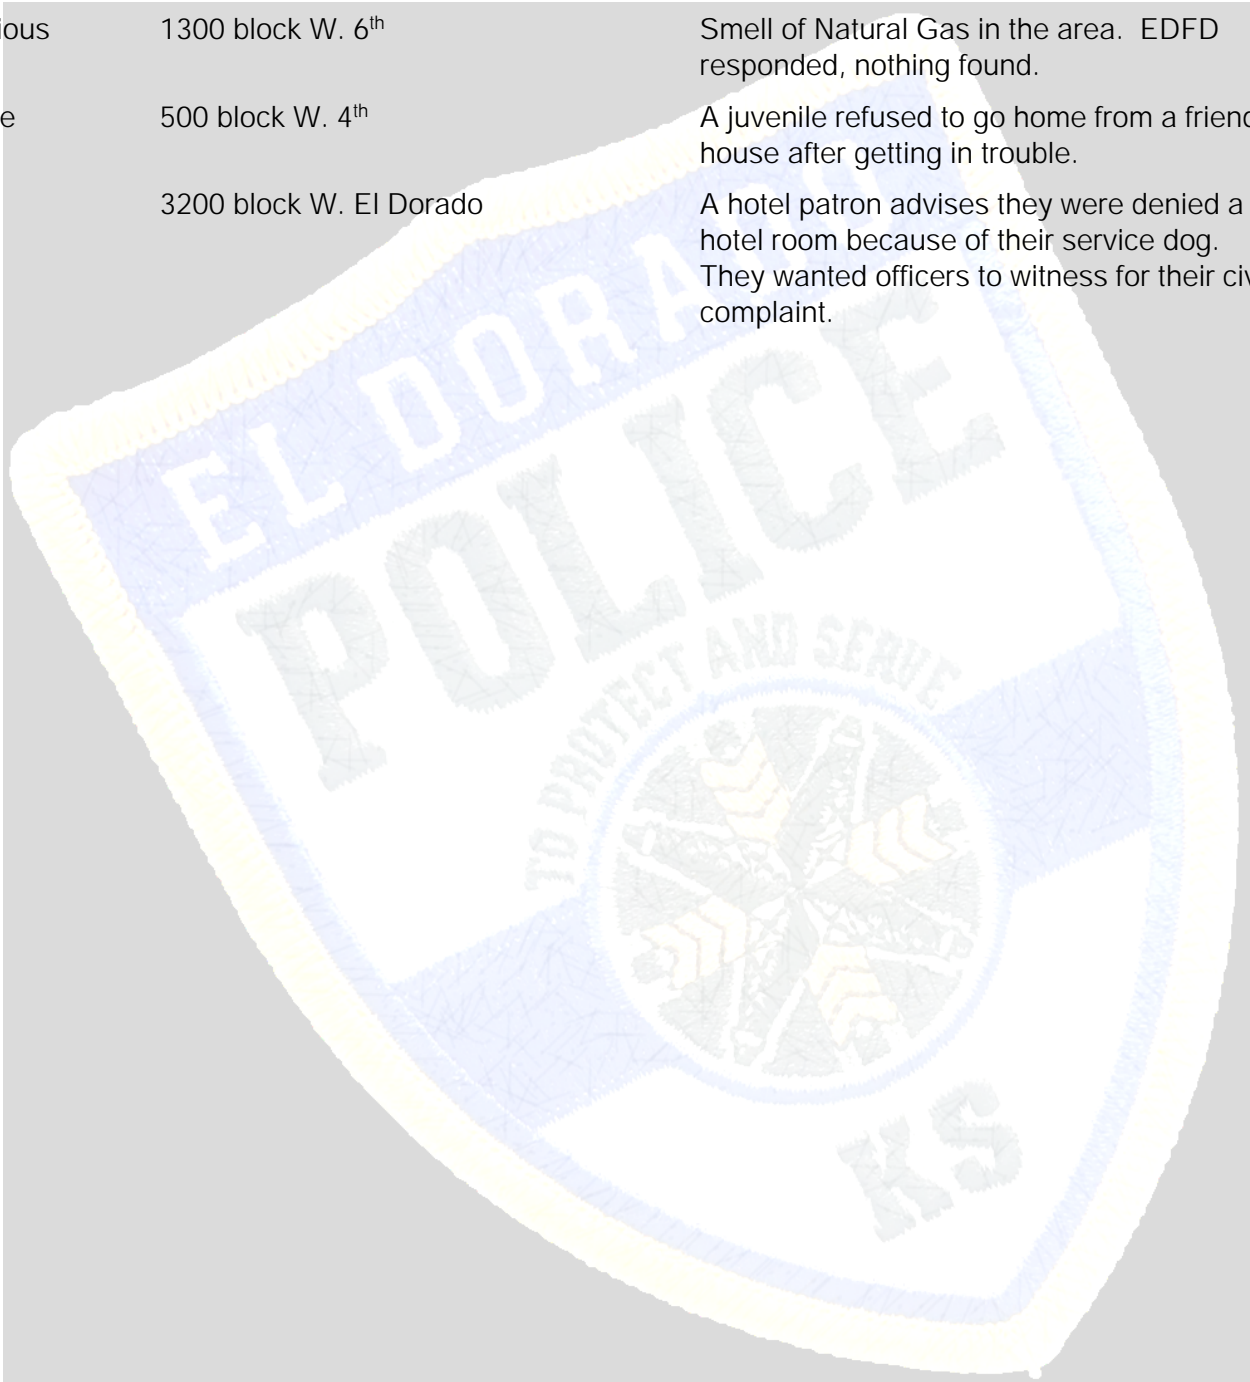 ious 1300 block W. 6th Smell of Natural Gas in the area. EDFD
responded, nothing found.
e 500 block W. 4th A juvenile refused to go home from a friend
house after getting in trouble.
3200 block W. El Dorado A hotel patron advises they were denied a
hotel room because of their service dog.
They wanted officers to witness for their civ
complaint.
EL DORADO
POLICE
TO PROTECT AND SERVE
KS